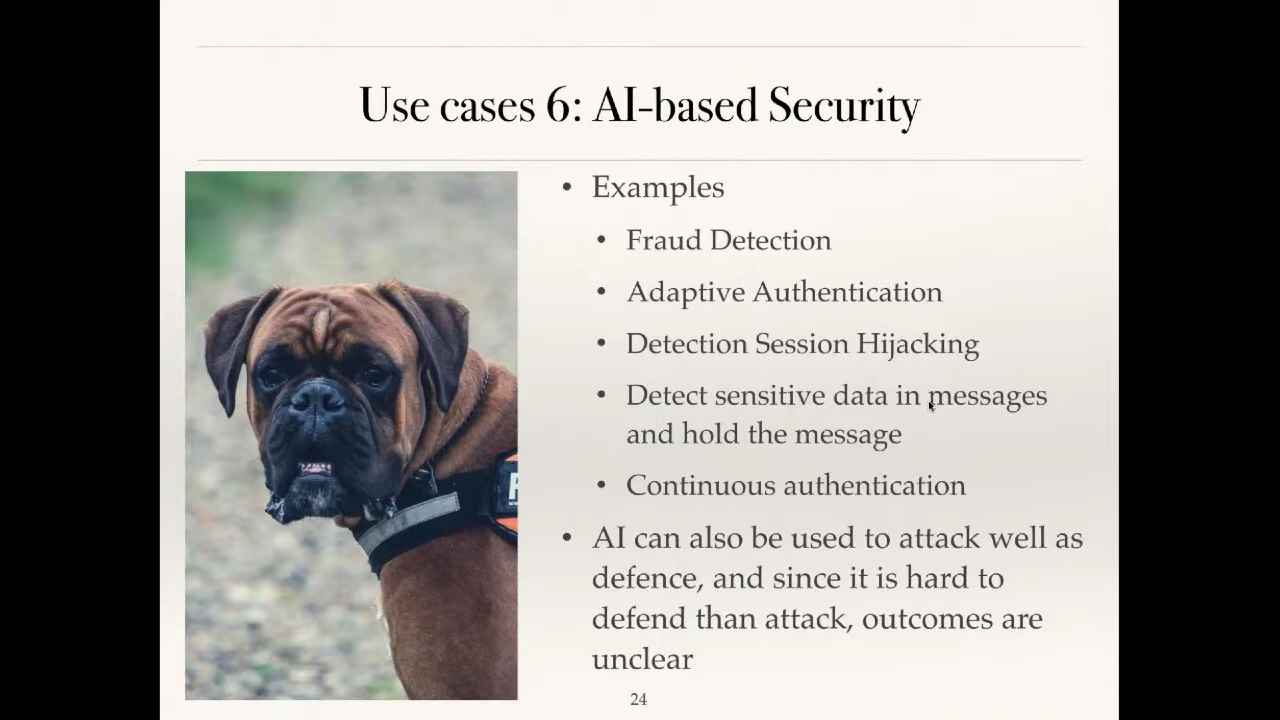 Use cases 6: AI-based Security
• Examples
• Fraud Detection
• Adaptive Authentication
• Detection Session Hijacking
• Detect sensitive data in messages
and hold the message
• Continuous authentication
• AI can also be used to attack well as
defence, and since it is hard to
defend than attack, outcomes are
unclear
24